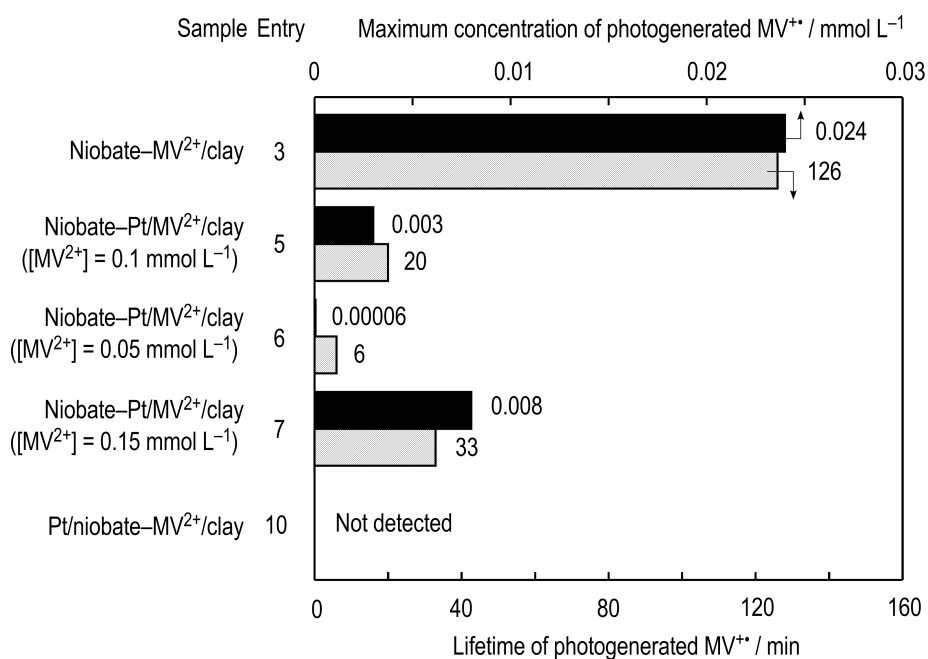 Sample Entry Maximum concentration of photogenerated MV⁺• / mmol L⁻¹
0 0.01 0.02 0.03
Niobate–MV²⁺/clay 3 0.024
126
Niobate–Pt/MV²⁺/clay
([MV²⁺] = 0.1 mmol L⁻¹) 5 0.003
20
Niobate–Pt/MV²⁺/clay
([MV²⁺] = 0.05 mmol L⁻¹) 6 0.00006
6
Niobate–Pt/MV²⁺/clay
([MV²⁺] = 0.15 mmol L⁻¹) 7 0.008
33
Pt/niobate–MV²⁺/clay 10 Not detected
0 40 80 120 160
Lifetime of photogenerated MV⁺• / min